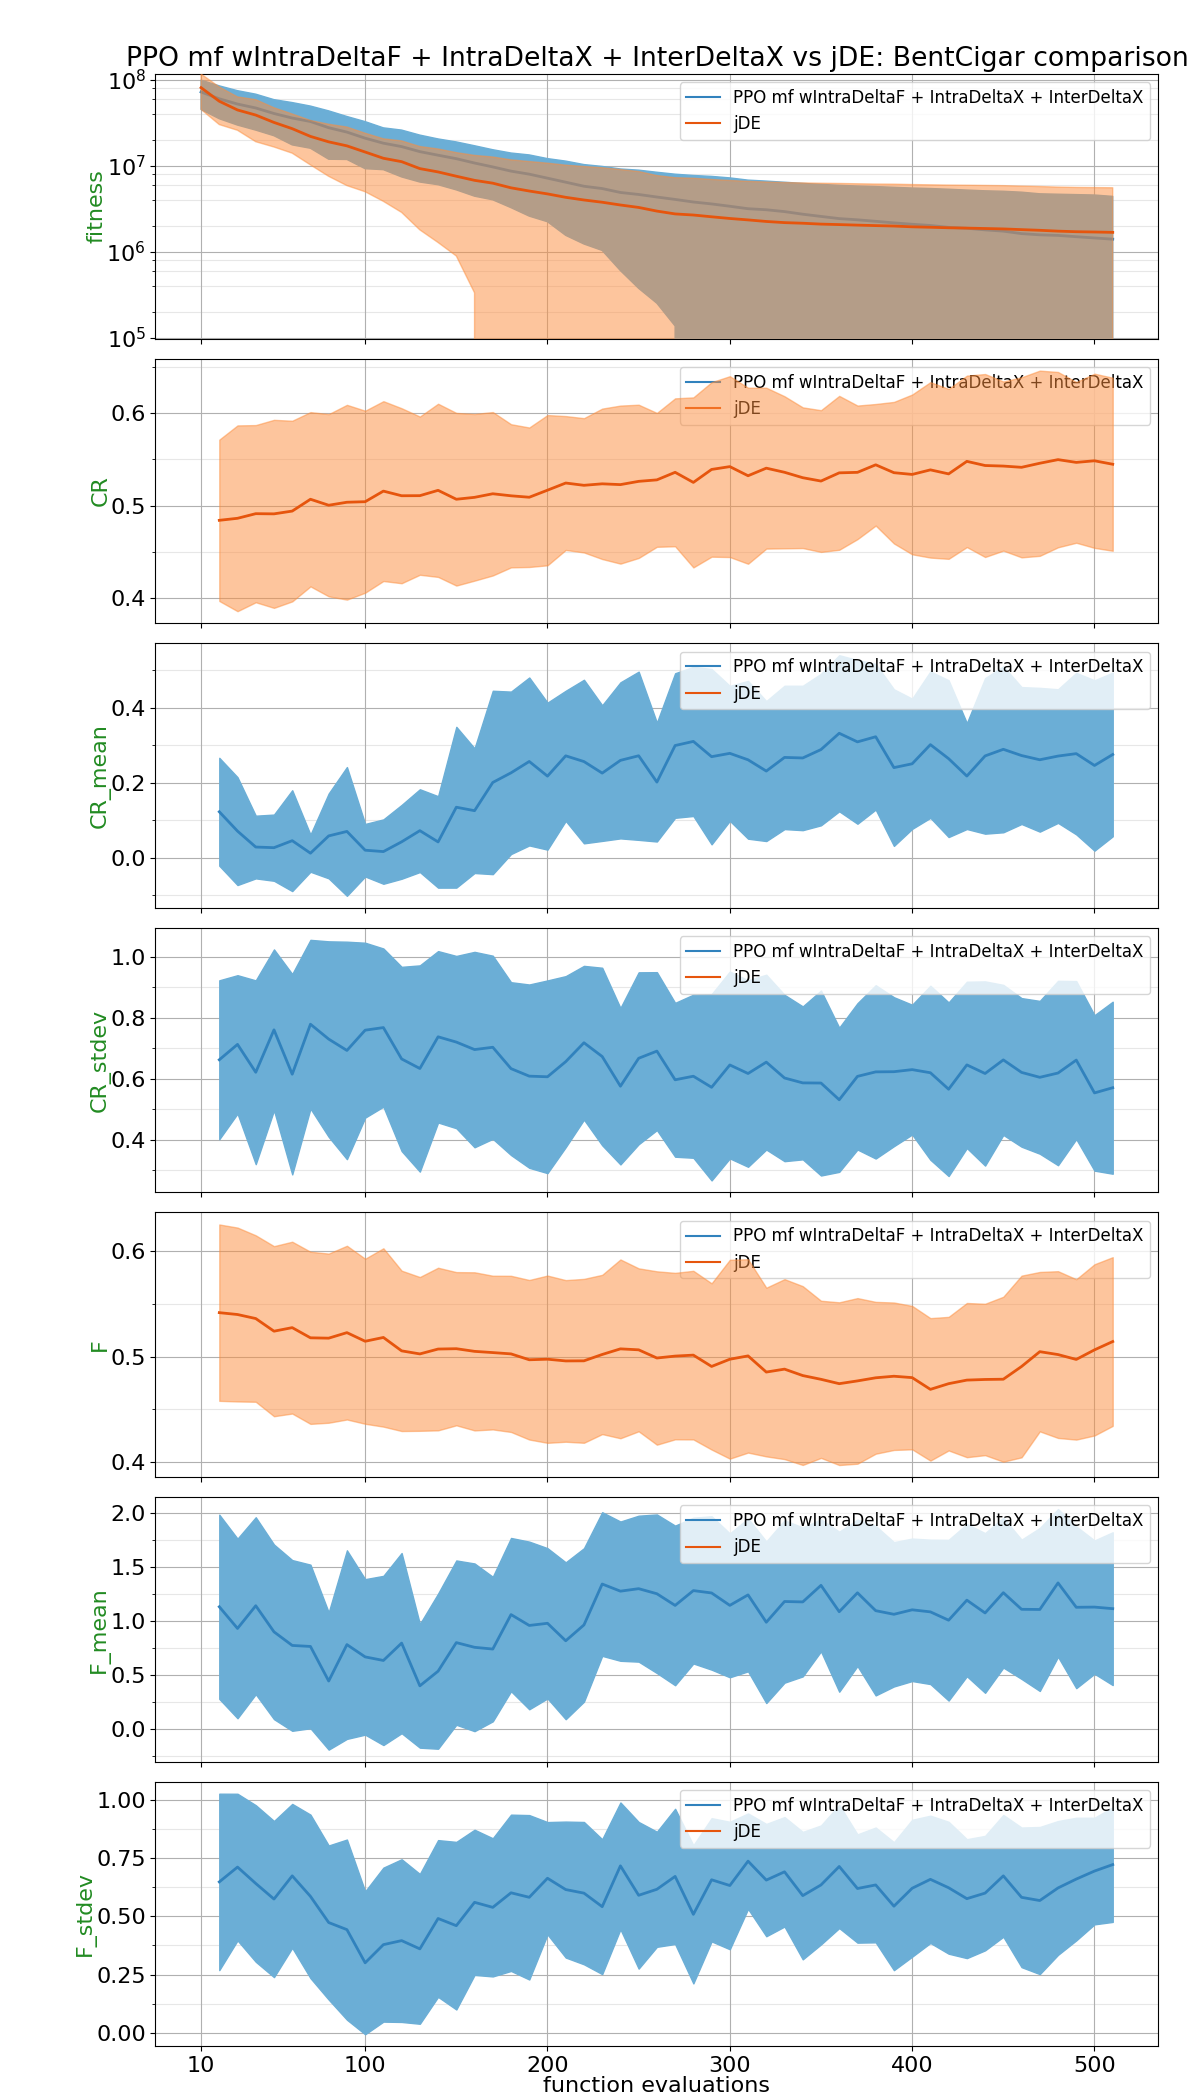 PPO mf wIntraDeltaF + IntraDeltaX + InterDeltaX vs jDE: BentCigar comparison
10⁸
10⁷
10⁶
10⁵
fitness
PPO mf wIntraDeltaF + IntraDeltaX + InterDeltaX
jDE
0.6
0.5
0.4
CR
PPO mf wIntraDeltaF + IntraDeltaX + InterDeltaX
jDE
0.4
0.2
0.0
CR_mean
PPO mf wIntraDeltaF + IntraDeltaX + InterDeltaX
jDE
1.0
0.8
0.6
0.4
CR_stdev
PPO mf wIntraDeltaF + IntraDeltaX + InterDeltaX
jDE
0.6
0.5
0.4
F
PPO mf wIntraDeltaF + IntraDeltaX + InterDeltaX
jDE
2.0
1.5
1.0
0.5
0.0
F_mean
PPO mf wIntraDeltaF + IntraDeltaX + InterDeltaX
jDE
1.00
0.75
0.50
0.25
0.00
F_stdev
PPO mf wIntraDeltaF + IntraDeltaX + InterDeltaX
jDE
10 100 200 300 400 500
function evaluations